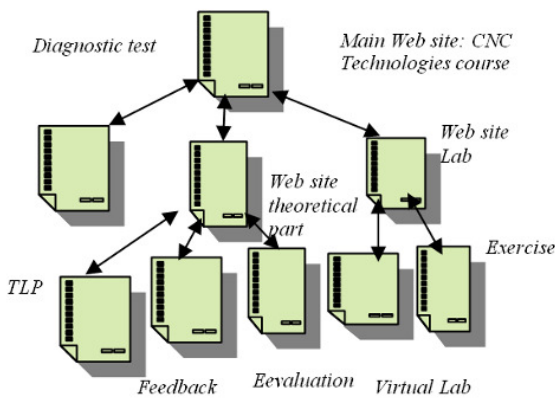 Diagnostic test
Main Web site: CNC
Technologies course
Web site
Lab
Web site
theoretical
part
Exercise
TLP
Feedback
Eevaluation
Virtual Lab